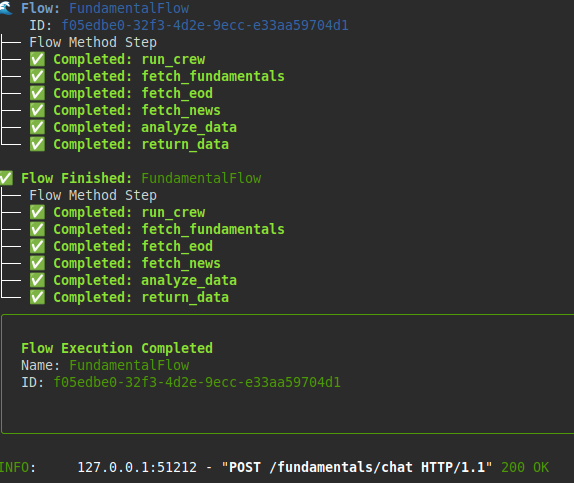 🌊 Flow: FundamentalFlow
ID: f05edbe0-32f3-4d2e-9ecc-e33aa59704d1
├── Flow Method Step
├── ✅ Completed: run_crew
├── ✅ Completed: fetch_fundamentals
├── ✅ Completed: fetch_eod
├── ✅ Completed: fetch_news
├── ✅ Completed: analyze_data
└── ✅ Completed: return_data
✅ Flow Finished: FundamentalFlow
├── Flow Method Step
├── ✅ Completed: run_crew
├── ✅ Completed: fetch_fundamentals
├── ✅ Completed: fetch_eod
├── ✅ Completed: fetch_news
├── ✅ Completed: analyze_data
└── ✅ Completed: return_data
Flow Execution Completed
Name: FundamentalFlow
ID: f05edbe0-32f3-4d2e-9ecc-e33aa59704d1
INFO: 127.0.0.1:51212 - "POST /fundamentals/chat HTTP/1.1" 200 OK